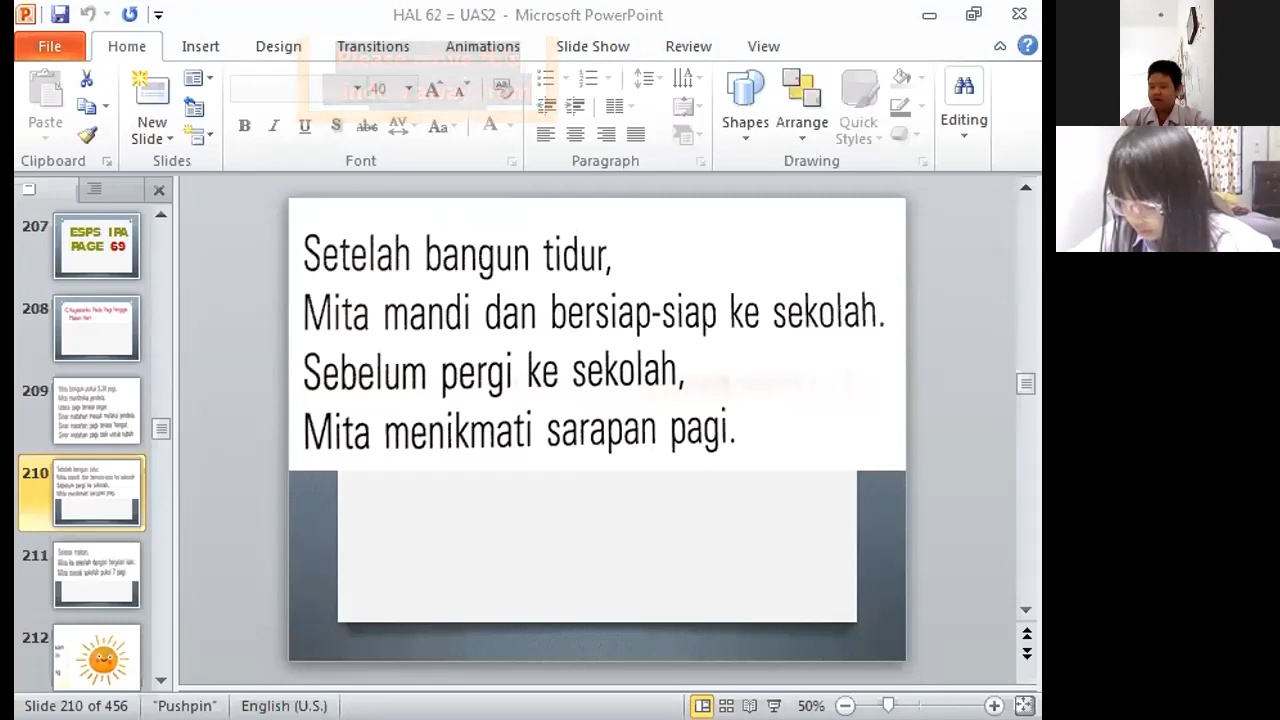 HAL 62 = UAS2 - Microsoft PowerPoint
File Home Insert Design Transitions Animations Slide Show Review View
40
Paste
New
Slide
Shapes Arrange Quick
Styles
Editing
Clipboard Slides Font Paragraph Drawing
207
ESPS IPA
PAGE 69
208
209
210
211
212
Setelah bangun tidur,
Mita mandi dan bersiap-siap ke sekolah.
Sebelum pergi ke sekolah,
Mita menikmati sarapan pagi.
Slide 210 of 456 "Pushpin" English (U.S.) 50%